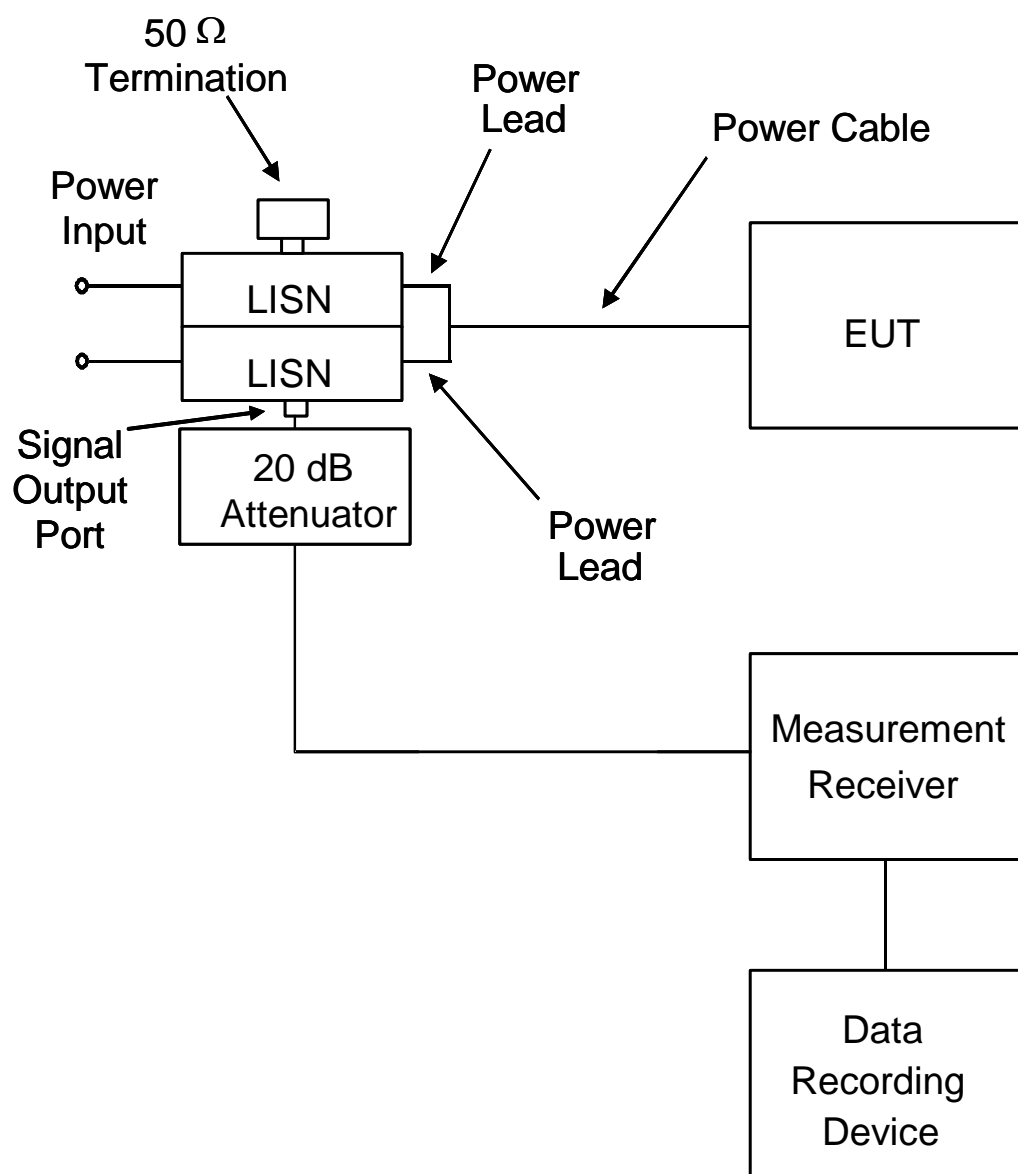 50 Ω
Termination
Power
Lead
Power Cable
Power
Input
LISN
LISN
EUT
Signal
Output
Port
20 dB
Attenuator
Power
Lead
Measurement
Receiver
Data
Recording
Device